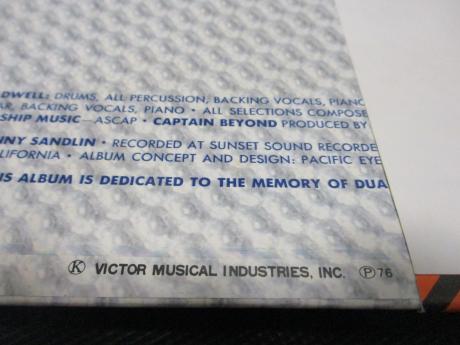 DWELL: DRUMS, ALL PERCUSSION, BACKING VOCALS, PIANO
AR, BACKING VOCALS, PIANO • ALL SELECTIONS COMPOSE
SHIP MUSIC—ASCAP • CAPTAIN BEYOND PRODUCED BY
NNY SANDLIN • RECORDED AT SUNSET SOUND RECORDE
LIFORNIA • ALBUM CONCEPT AND DESIGN: PACIFIC EYE
IS ALBUM IS DEDICATED TO THE MEMORY OF DUA
Ⓚ VICTOR MUSICAL INDUSTRIES, INC. Ⓟ76